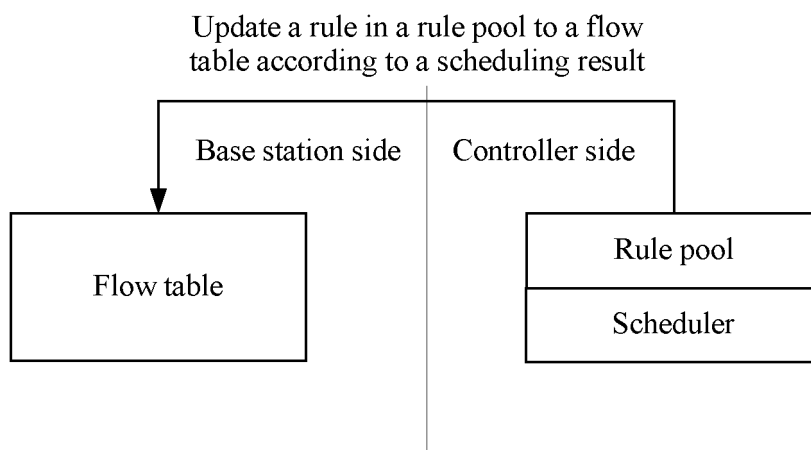 Update a rule in a rule pool to a flow
table according to a scheduling result
Base station side
Controller side
Flow table
Rule pool
Scheduler